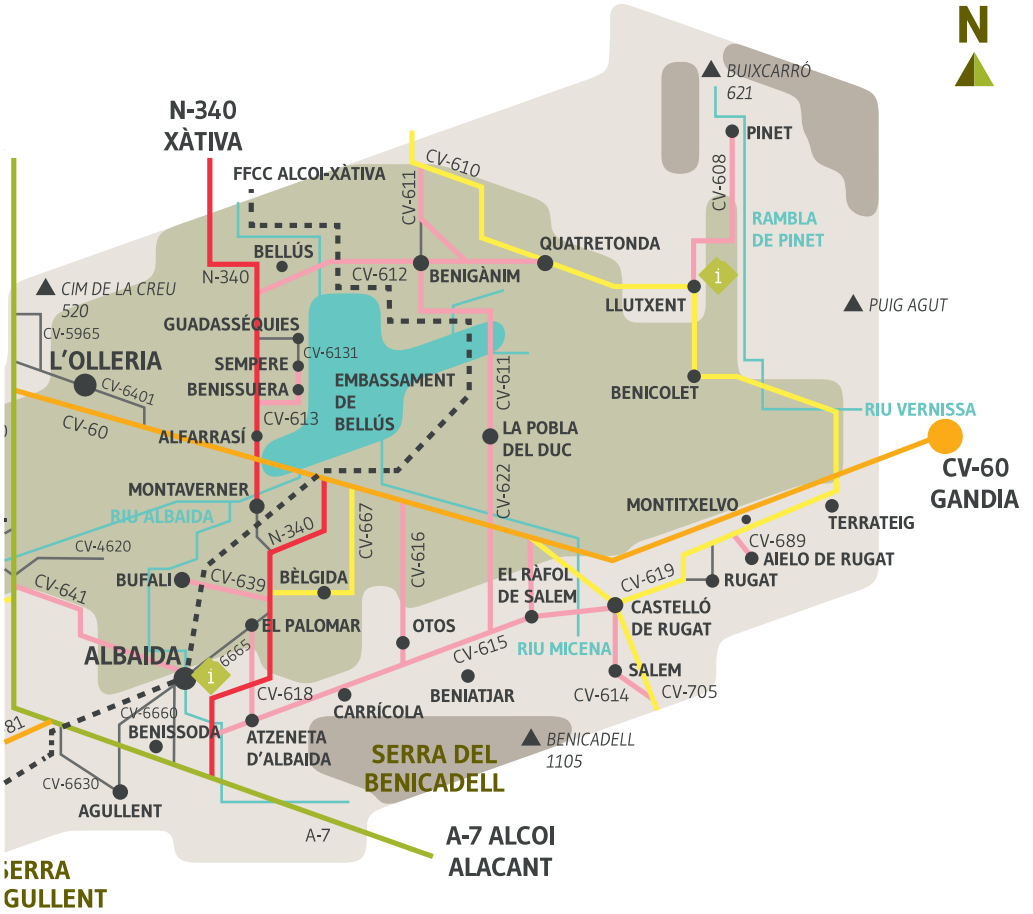 N
BUIXCARRÓ
621
PINET
N-340
XÀTIVA
CV-610
FFCC ALCOI-XÀTIVA
CV-611
CV-608
RAMBLA
DE PINET
QUATRETONDA
BELLÚS
N-340
CV-612
BENIGÀNIM
i
LLUTXENT
CIM DE LA CREU
520
PUIG AGUT
GUADASSÉQUIES
CV-5965
CV-6131
L'OLLERIA
SEMPERE
CV-6401
BENISSUERA
EMBASSAMENT
DE
BELLÚS
CV-611
BENICOLET
CV-60
CV-613
ALFARRASÍ
RIU VERNISSA
LA POBLA
DEL DUC
CV-60
GANDIA
MONTAVERNER
CV-622
MONTITXELVO
RIU ALBAIDA
N-340
CV-667
TERRATEIG
CV-616
CV-689
CV-4620
AIELO DE RUGAT
BUFALI
CV-639
BÈLGIDA
EL RÀFOL
DE SALEM
CV-619
RUGAT
CV-641
CASTELLÓ
DE RUGAT
EL PALOMAR
OTOS
6665
CV-615
RIU MICENA
ALBAIDA
i
SALEM
CV-618
BENIATJAR
CV-614
CV-705
CARRÍCOLA
CV-6660
81
BENISSODA
ATZENETA
D'ALBAIDA
SERRA DEL
BENICADELL
BENICADELL
1105
CV-6630
AGULLENT
A-7
A-7 ALCOI
ALACANT
SERRA
GULLENT